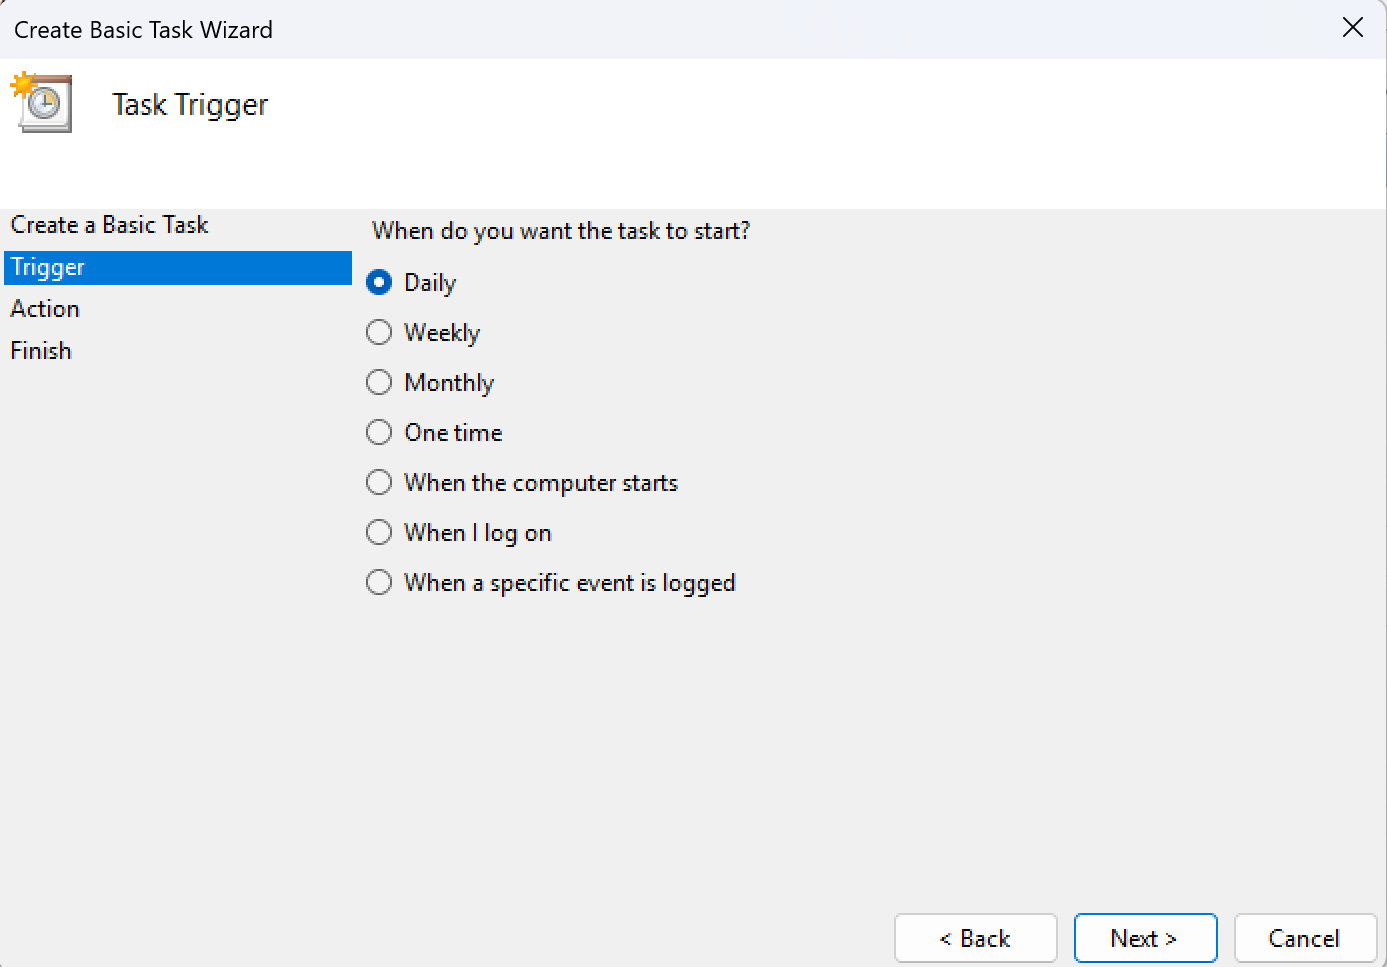 Create Basic Task Wizard
Task Trigger
Create a Basic Task
Trigger
Action
Finish
When do you want the task to start?
Daily
Weekly
Monthly
One time
When the computer starts
When I log on
When a specific event is logged
< Back
Next >
Cancel